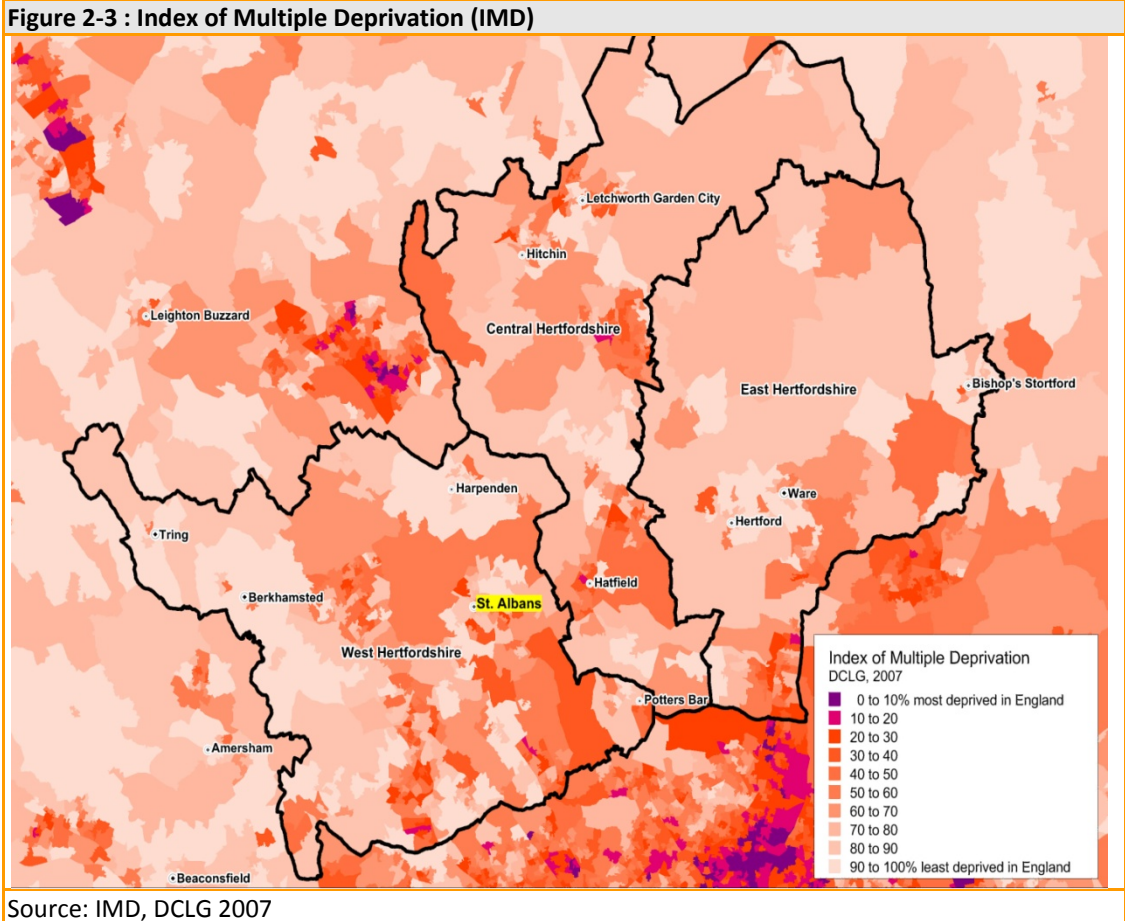 Figure 2-3 : Index of Multiple Deprivation (IMD)
Letchworth Garden City
Hitchin
Leighton Buzzard
Central Hertfordshire
East Hertfordshire
Bishop's Stortford
Harpenden
Ware
Hertford
Tring
Hatfield
Berkhamsted
St. Albans
West Hertfordshire
Potters Bar
Amersham
Beaconsfield
Index of Multiple Deprivation
DCLG, 2007
0 to 10% most deprived in England
10 to 20
20 to 30
30 to 40
40 to 50
50 to 60
60 to 70
70 to 80
80 to 90
90 to 100% least deprived in England
Source: IMD, DCLG 2007